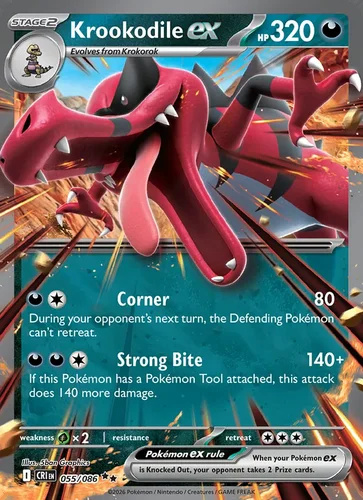 STAGE2 Krookodile ex HP320
Evolves from Krokorok
Corner 80
During your opponent's next turn, the Defending Pokémon
can't retreat.
Strong Bite 140+
If this Pokémon has a Pokémon Tool attached, this attack
does 140 more damage.
weakness ×2 resistance retreat
Illus. 5ban Graphics
I CRI EN 055/086
Pokémon ex rule When your Pokémon ex
is Knocked Out, your opponent takes 2 Prize cards.
©2026 Pokémon / Nintendo / Creatures / GAME FREAK